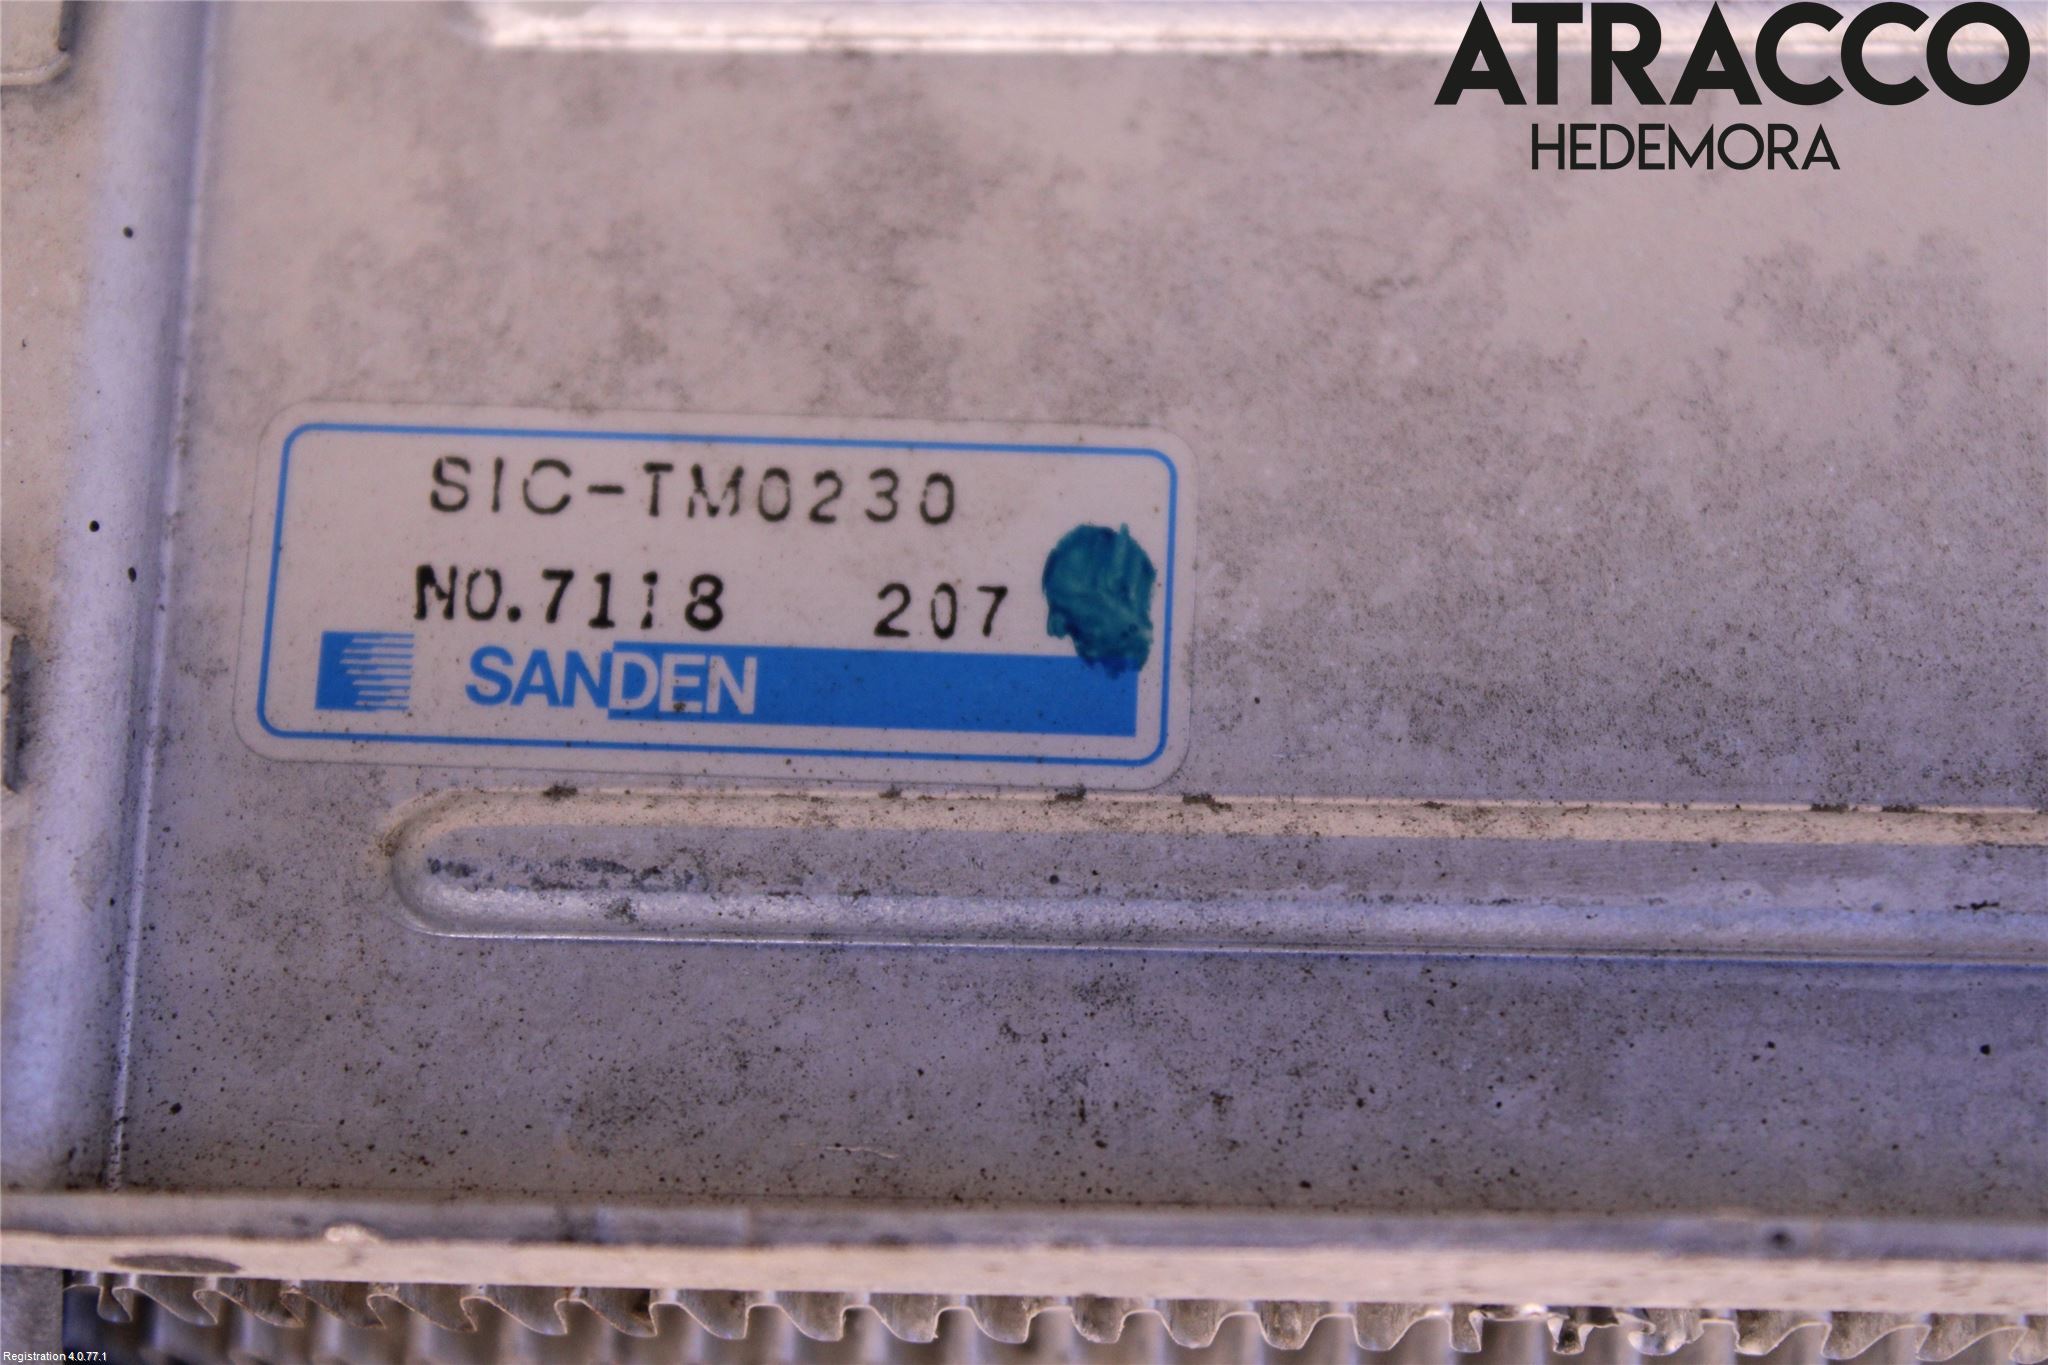 ATRACCO
HEDEMORA
SIC-TM0230
NO.7118 207
SANDEN
Registration 4.0.77.1